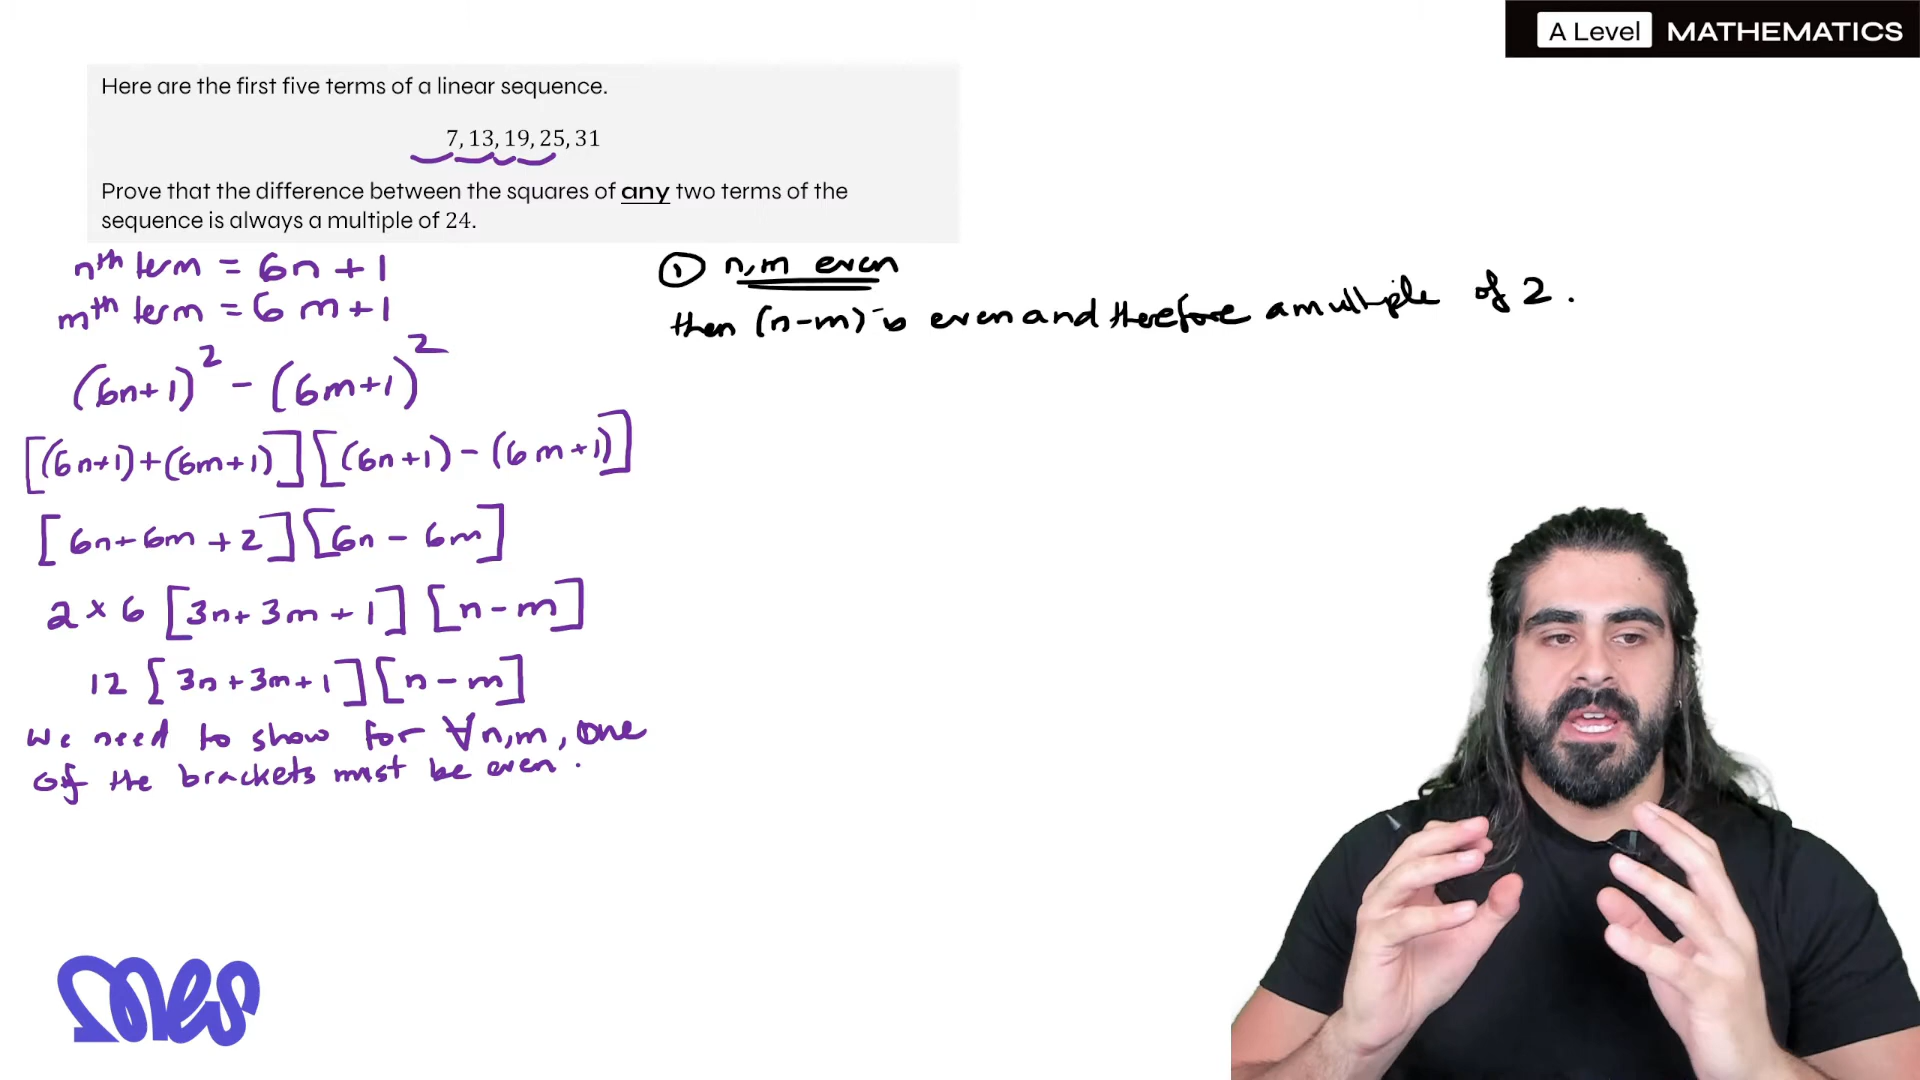 A Level MATHEMATICS
Here are the first five terms of a linear sequence.
7, 13, 19, 25, 31
Prove that the difference between the squares of any two terms of the
sequence is always a multiple of 24.
nth term = 6n + 1
mth term = 6m + 1
(6n+1)² - (6m+1)²
[(6n+1)+(6m+1)][(6n+1)-(6m+1)]
[6n+6m+2][6n-6m]
2 × 6 [3n+3m+1][n-m]
12 [3n+3m+1][n-m]
We need to show for ∀n,m, one
of the brackets must be even.
① n,m even
then (n-m) is even and therefore a multiple of 2.
mes